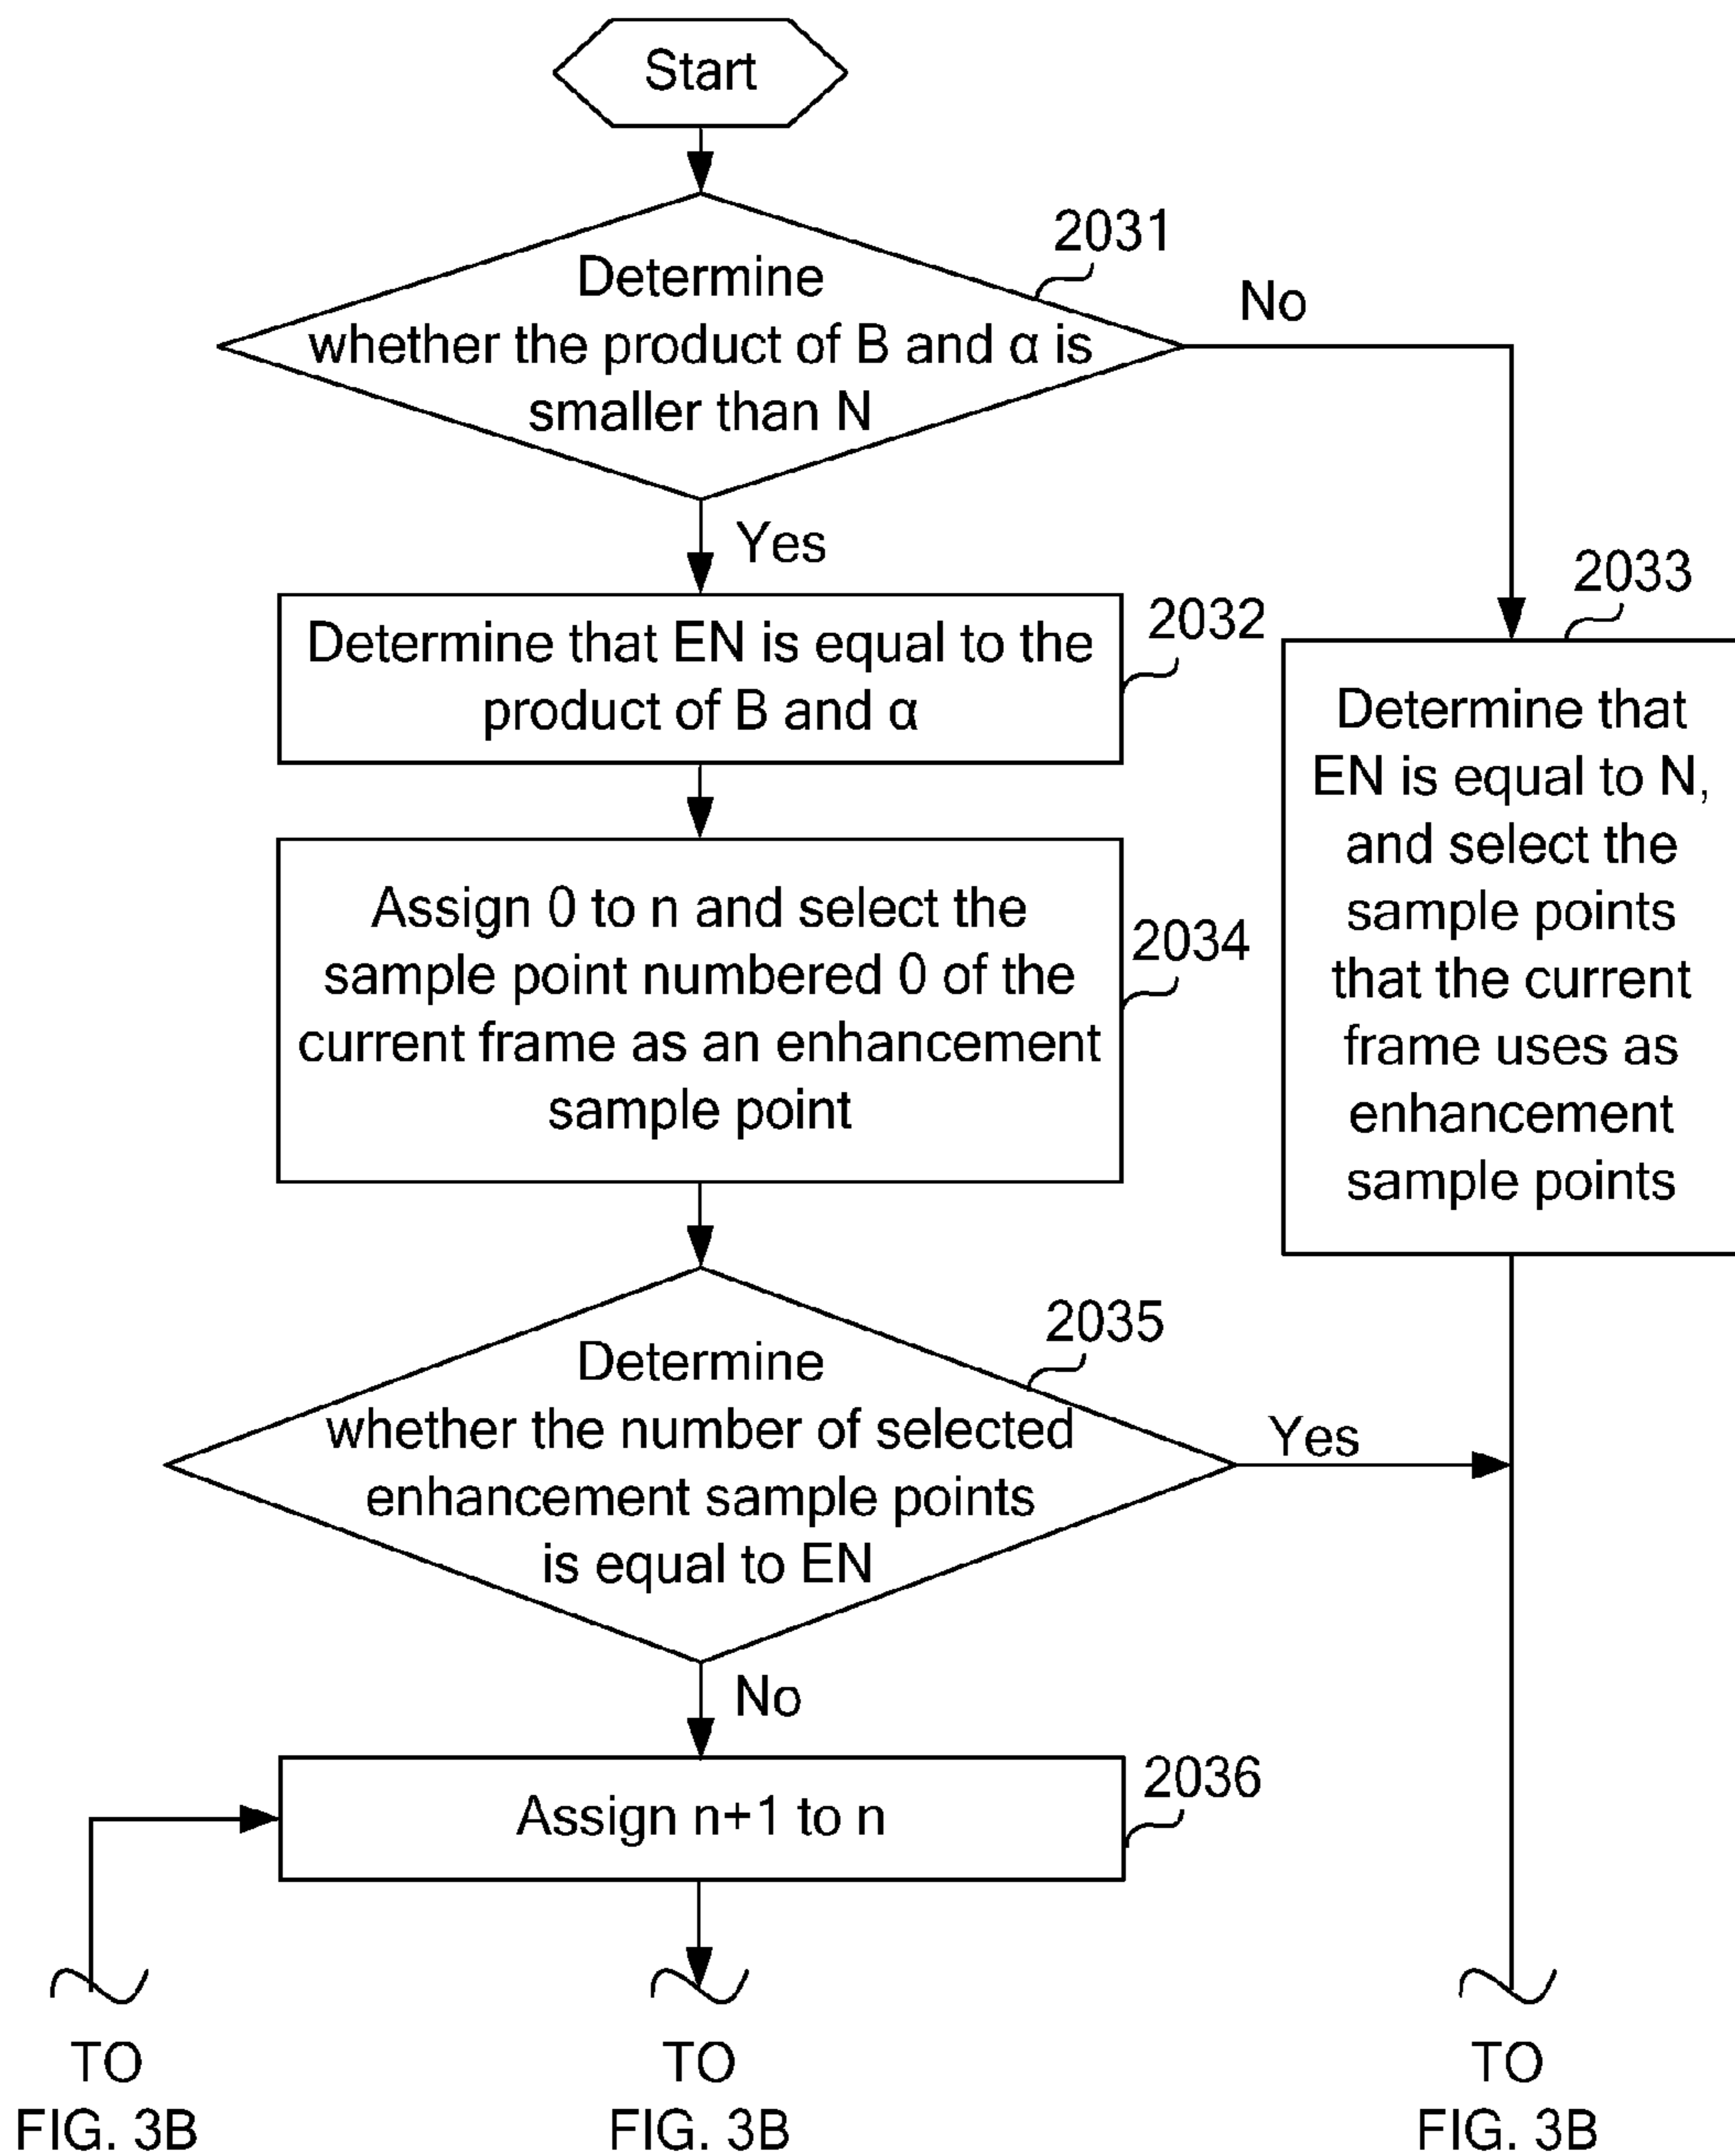 Start
2031
Determine
whether the product of B and α is
smaller than N
No
Yes
2032
Determine that EN is equal to the
product of B and α
2033
Determine that
EN is equal to N,
and select the
sample points
that the current
frame uses as
enhancement
sample points
2034
Assign 0 to n and select the
sample point numbered 0 of the
current frame as an enhancement
sample point
2035
Determine
whether the number of selected
enhancement sample points
is equal to EN
Yes
No
2036
Assign n+1 to n
TO
FIG. 3B
TO
FIG. 3B
TO
FIG. 3B